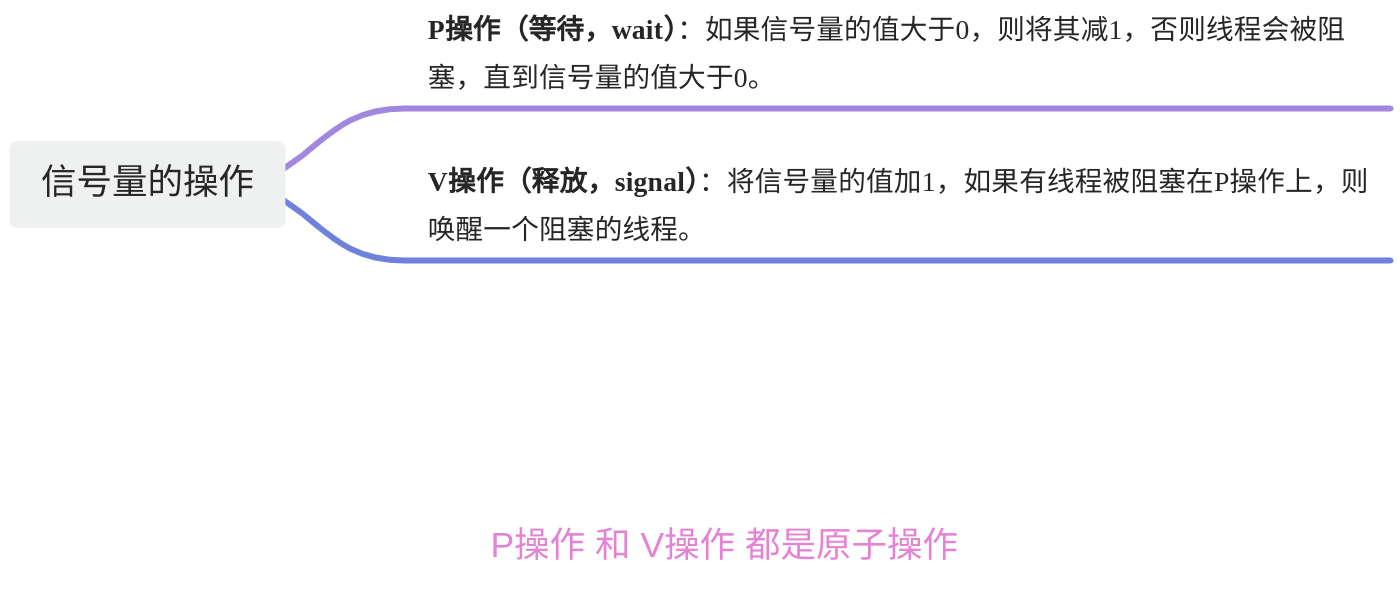 P操作（等待，wait）：如果信号量的值大于0，则将其减1，否则线程会被阻
塞，直到信号量的值大于0。
信号量的操作
V操作（释放，signal）：将信号量的值加1，如果有线程被阻塞在P操作上，则
唤醒一个阻塞的线程。
P操作 和 V操作 都是原子操作